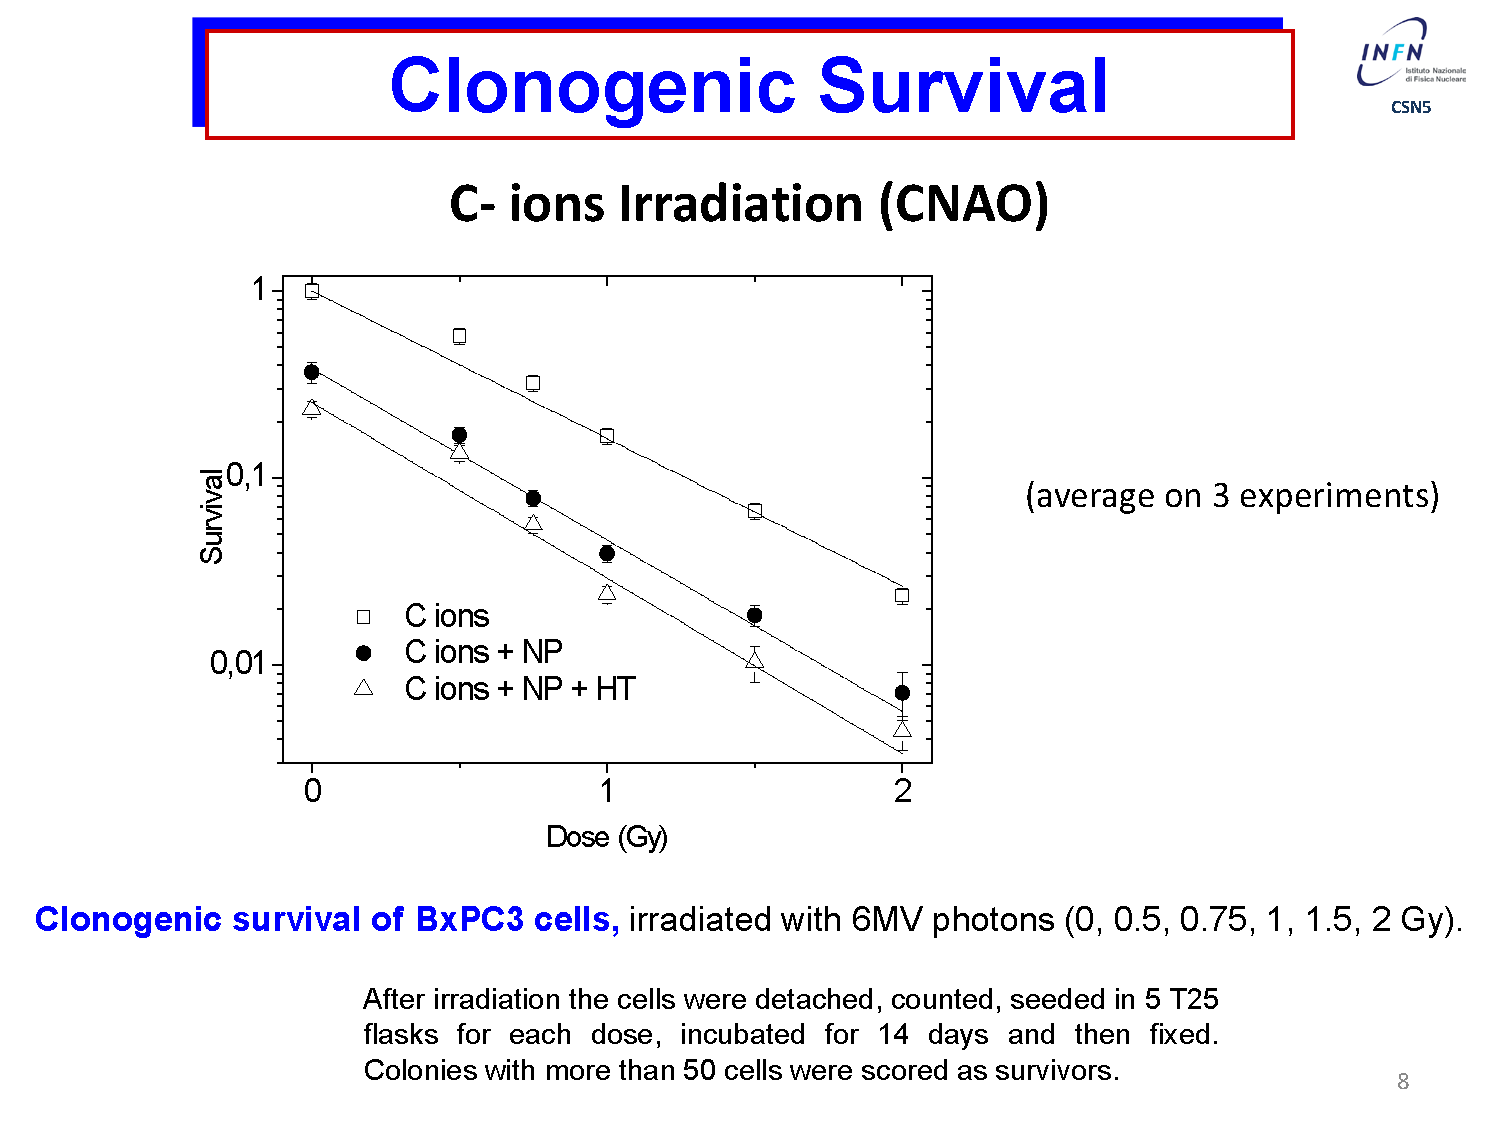 Clonogenic Survival
INFN
Istituto Nazionale
di Fisica Nucleare
CSN5
C- ions Irradiation (CNAO)
1
0,1
0,01
Survival
C ions
C ions + NP
C ions + NP + HT
0 1 2
Dose (Gy)
(average on 3 experiments)
Clonogenic survival of BxPC3 cells, irradiated with 6MV photons (0, 0.5, 0.75, 1, 1.5, 2 Gy).
After irradiation the cells were detached, counted, seeded in 5 T25
flasks for each dose, incubated for 14 days and then fixed.
Colonies with more than 50 cells were scored as survivors.
8